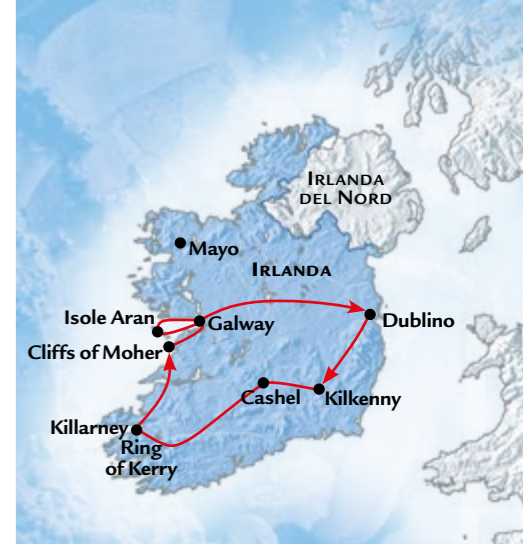 IRLANDA
DEL NORD
Mayo
IRLANDA
Isole Aran
Galway
Dublino
Cliffs of Moher
Cashel
Kilkenny
Killarney
Ring
of Kerry